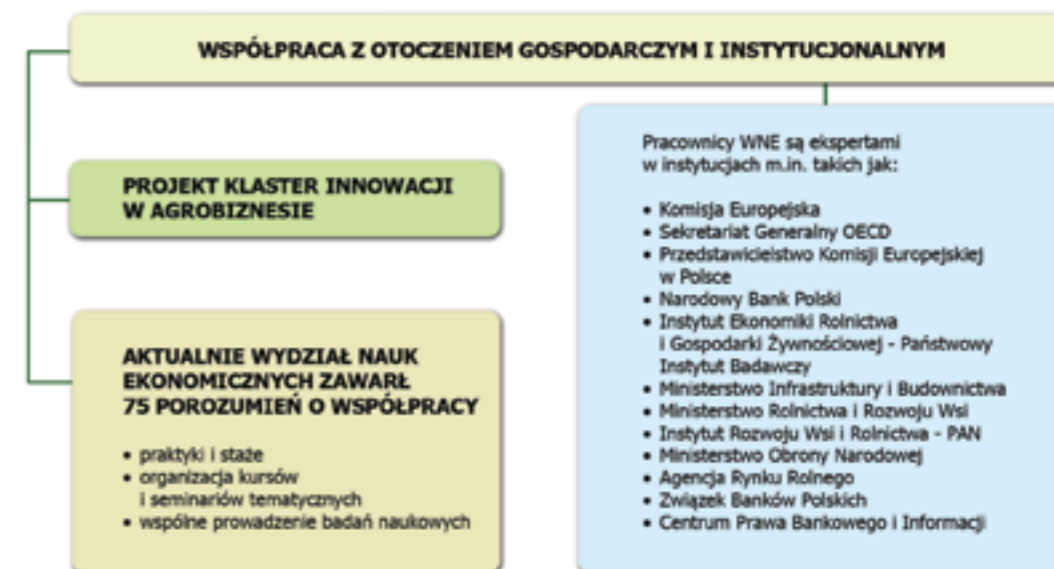 WSPÓŁPRACA Z OTOCZENIEM GOSPODARCZYM I INSTYTUCJONALNYM
PROJEKT KLASTER INNOWACJI
W AGROBIZNESIE
AKTUALNIE WYDZIAŁ NAUK
EKONOMICZNYCH ZAWARŁ
75 POROZUMIEŃ O WSPÓŁPRACY
• praktyki i staże
• organizacja kursów
i seminariów tematycznych
• wspólne prowadzenie badań naukowych
Pracownicy WNE są ekspertami
w instytucjach m.in. takich jak:
• Komisja Europejska
• Sekretariat Generalny OECD
• Przedstawicielstwo Komisji Europejskiej
w Polsce
• Narodowy Bank Polski
• Instytut Ekonomiki Rolnictwa
i Gospodarki Żywnościowej - Państwowy
Instytut Badawczy
• Ministerstwo Infrastruktury i Budownictwa
• Ministerstwo Rolnictwa i Rozwoju Wsi
• Instytut Rozwoju Wsi i Rolnictwa - PAN
• Ministerstwo Obrony Narodowej
• Agencja Rynku Rolnego
• Związek Banków Polskich
• Centrum Prawa Bankowego i Informacji